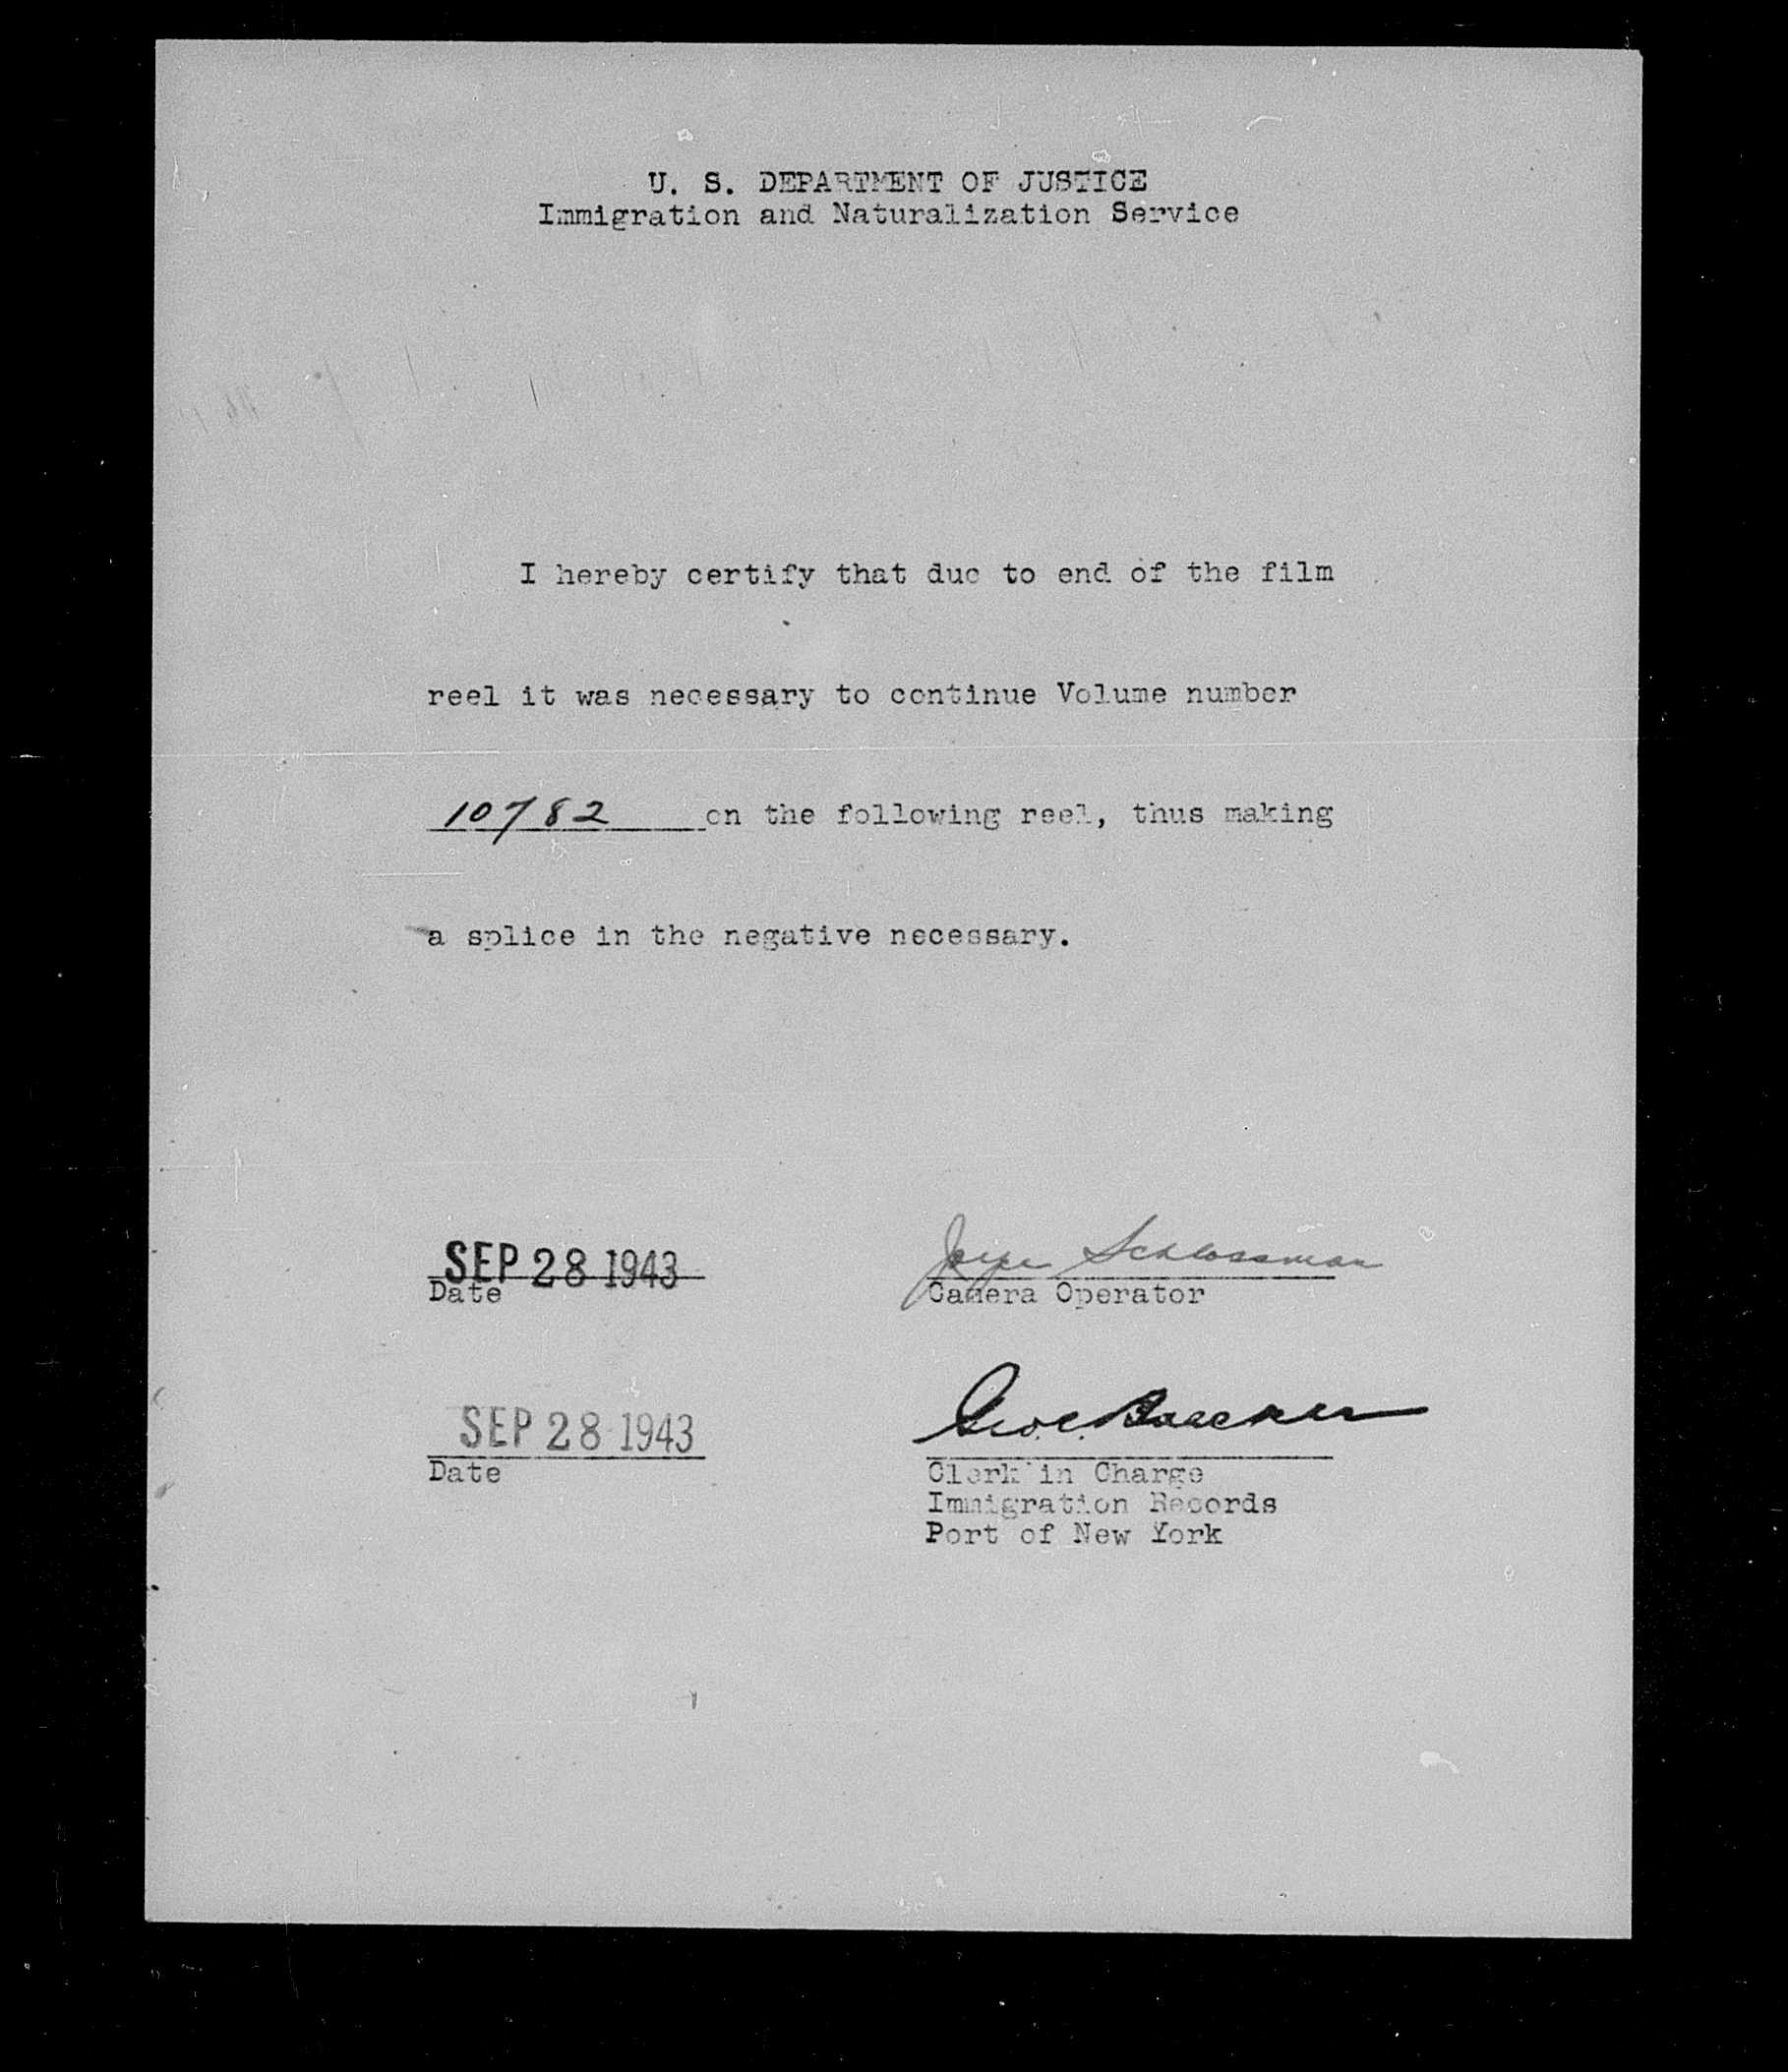 U. S. DEPARTMENT OF JUSTICE
Immigration and Naturalization Service
I hereby certify that due to end of the film
reel it was necessary to continue Volume number
10782 on the following reel, thus making
a splice in the negative necessary.
SEP 28 1943 Schlossman
Date Camera Operator
SEP 28 1943 Geo. C.
Date Clerk in Charge
Immigration Records
Port of New York